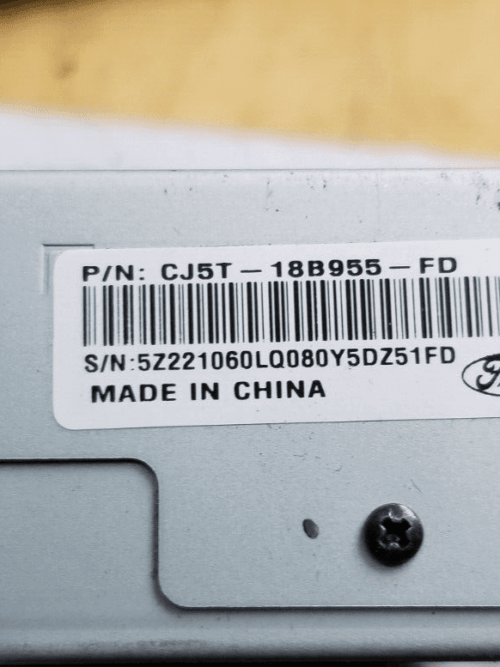 P/N: CJ5T-18B955-FD
S/N:5Z221060LQ080Y5DZ51FD
MADE IN CHINA